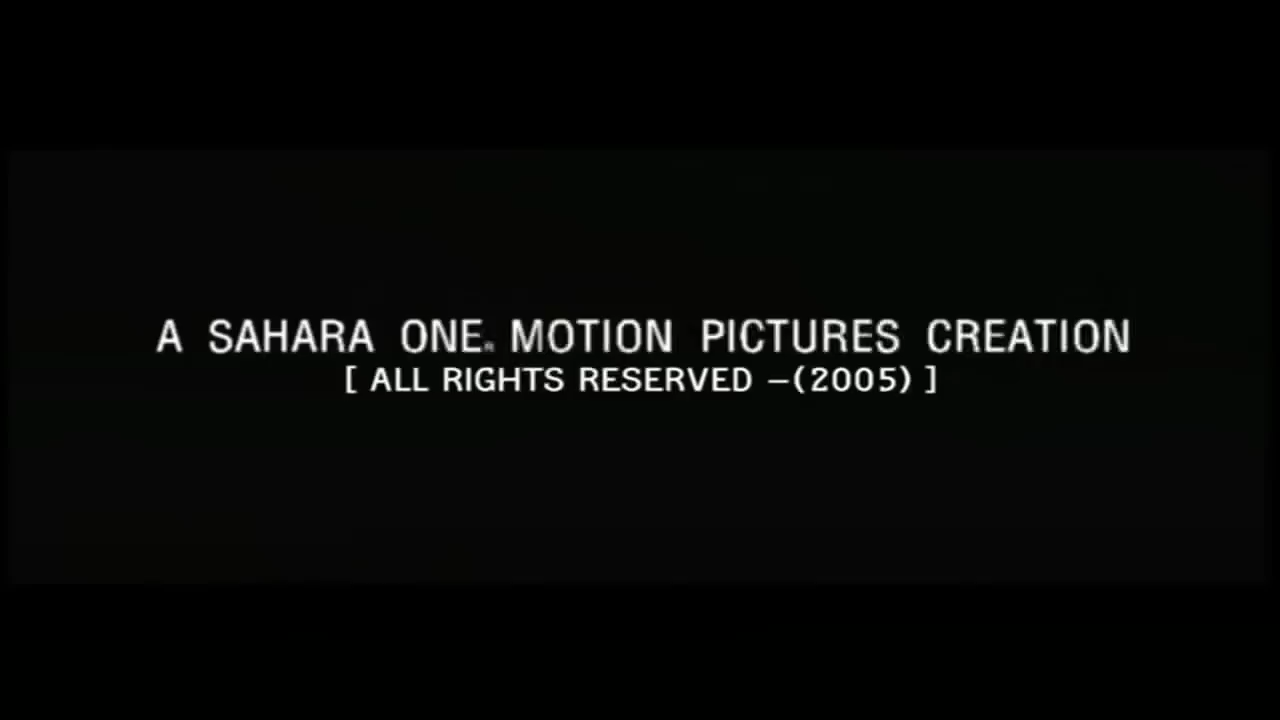 A SAHARA ONE MOTION PICTURES CREATION
[ ALL RIGHTS RESERVED –(2005) ]